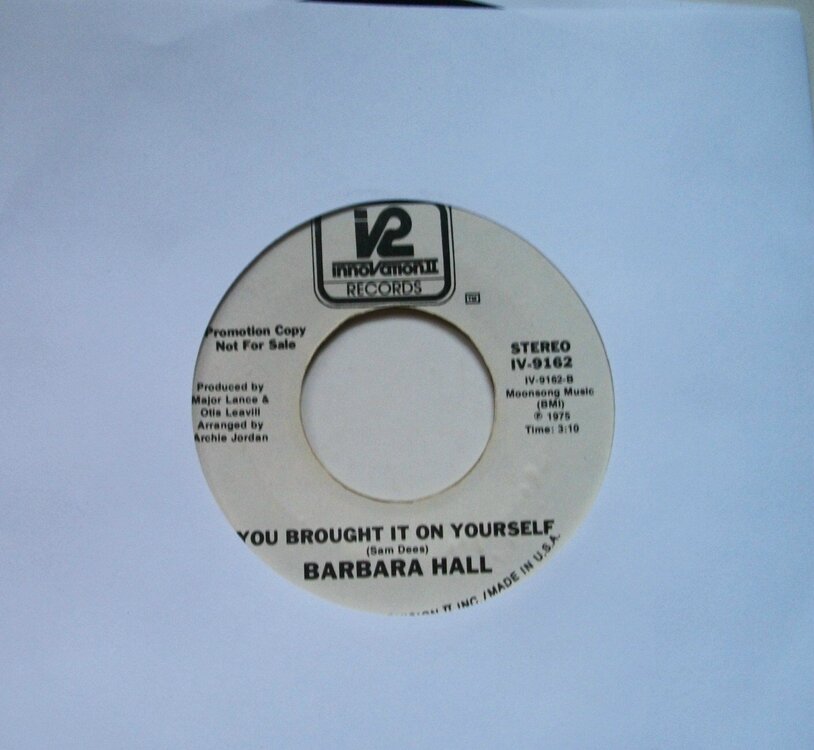 i2
innovation II
RECORDS
TM
Promotion Copy
Not For Sale
Produced by
Major Lance &
Otis Leavill
Arranged by
Archie Jordan
STEREO
IV-9162
IV-9162-B
Moonsong Music
(BMI)
℗ 1975
Time: 3:10
YOU BROUGHT IT ON YOURSELF
(Sam Dees)
BARBARA HALL
II INC. / MADE IN U.S.A.